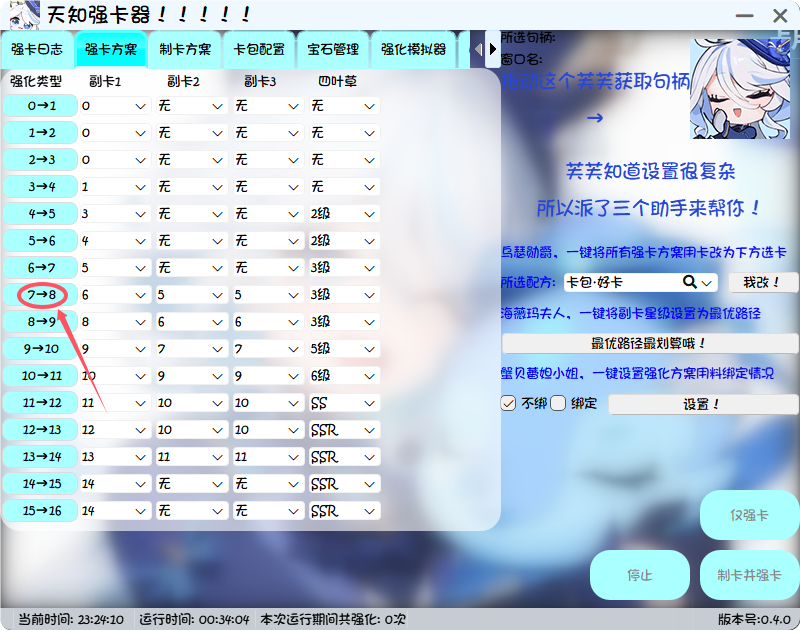 天知强卡器！！！！！
强卡日志 强卡方案 制卡方案 卡包配置 宝石管理 强化模拟器
强化类型 副卡1 副卡2 副卡3 四叶草
0→1 0 无 无 无
1→2 0 无 无 无
2→3 0 无 无 无
3→4 1 无 无 无
4→5 3 无 无 2级
5→6 4 无 无 2级
6→7 5 无 无 3级
7→8 6 5 5 3级
8→9 8 6 6 3级
9→10 9 7 7 5级
10→11 10 9 9 6级
11→12 11 10 10 SS
12→13 12 10 10 SSR
13→14 13 11 11 SSR
14→15 14 无 无 SSR
15→16 14 无 无 SSR
所选句柄:
窗口名:
拖动这个芙芙获取句柄
→
芙芙知道设置很复杂
所以派了三个助手来帮你！
乌瑟勋爵，一键将所有强卡方案用卡改为下方选卡
所选配方: 卡包-好卡 我改！
海薇玛夫人，一键将副卡星级设置为最优路径
最优路径最划算哦！
蟹贝蕾妲小姐，一键设置强化方案用料绑定情况
不绑 绑定 设置！
仅强卡
停止 制卡并强卡
当前时间: 23:24:10 运行时间: 00:34:04 本次运行期间共强化: 0次 版本号:0.4.0